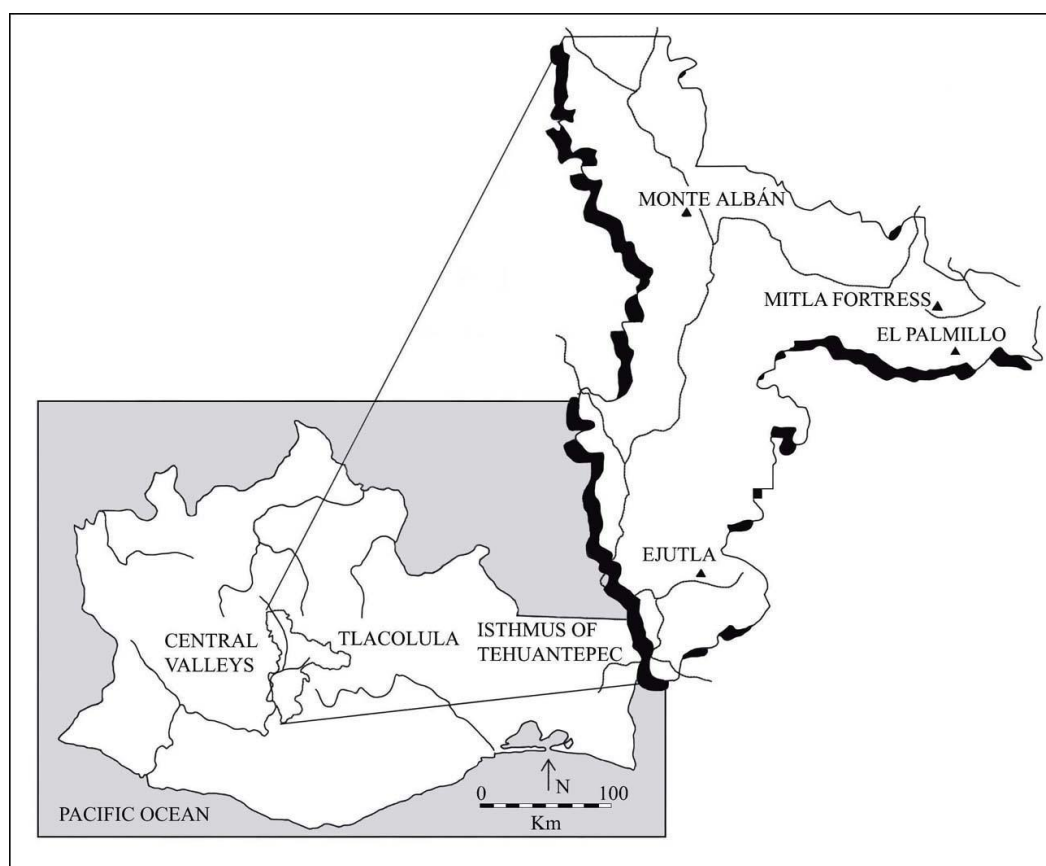 MONTE ALBÁN
MITLA FORTRESS
EL PALMILLO
EJUTLA
CENTRAL
VALLEYS
TLACOLULA
ISTHMUS OF
TEHUANTEPEC
N
0 100
Km
PACIFIC OCEAN